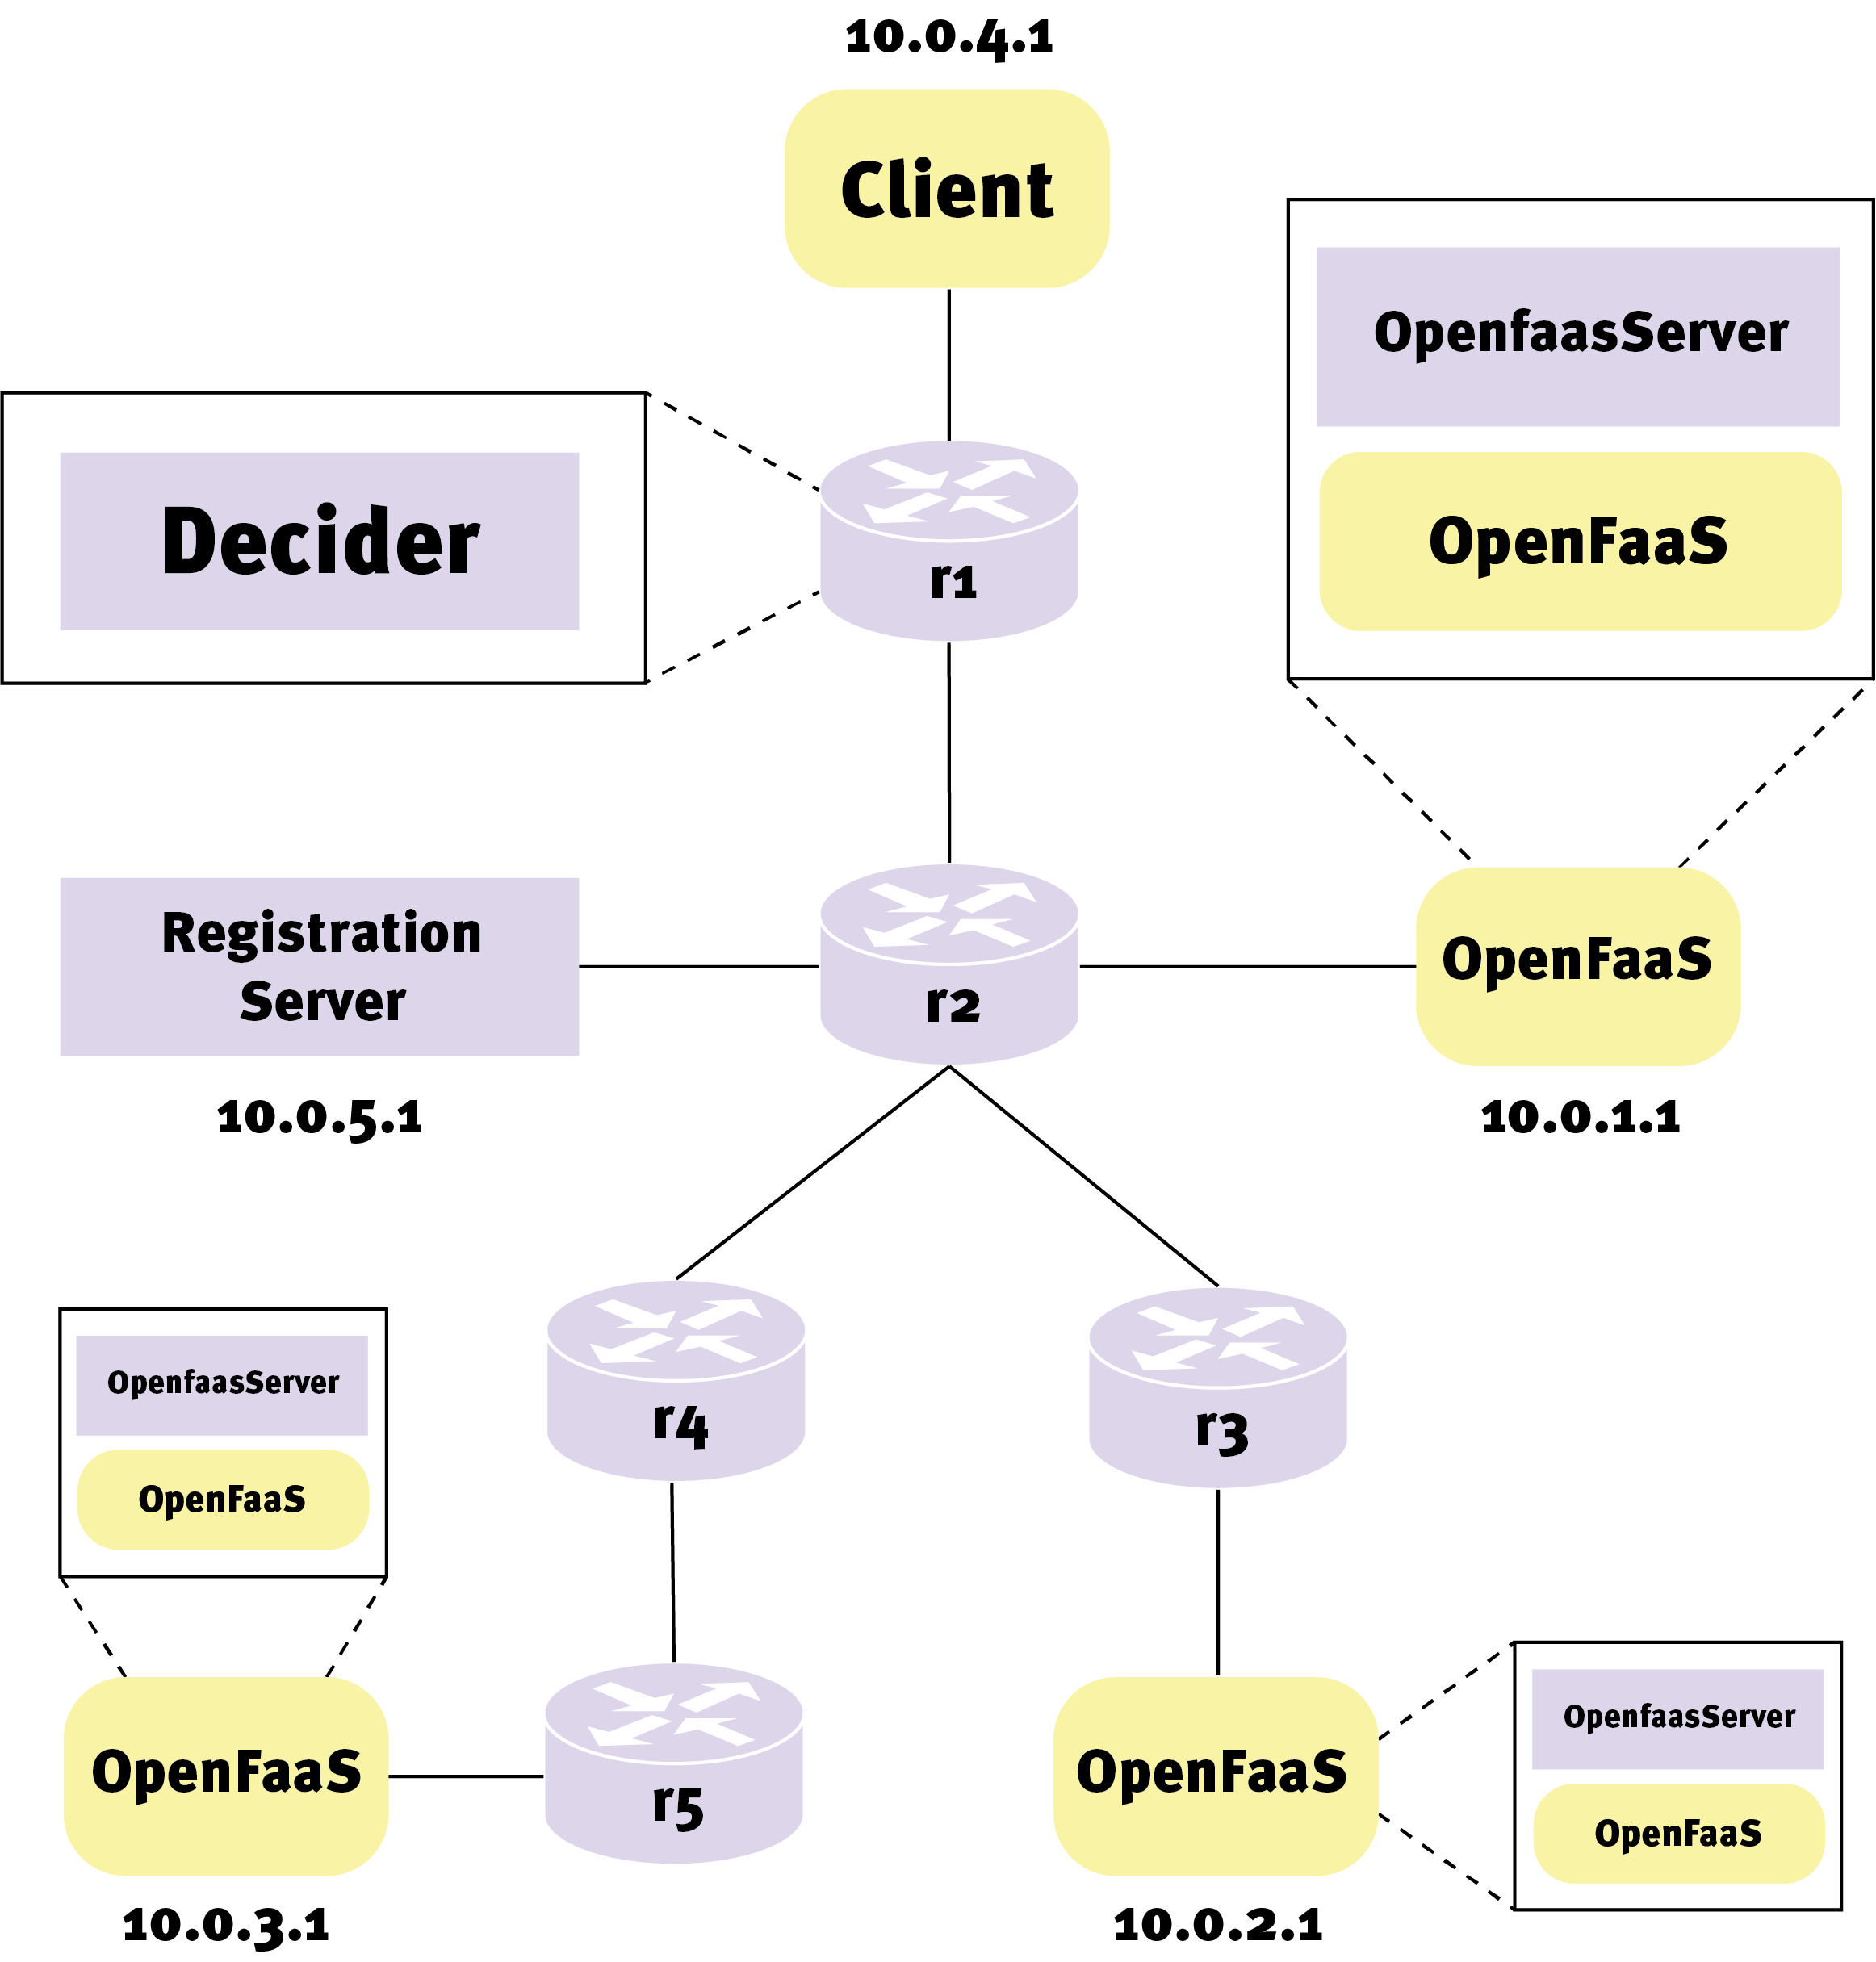 10.0.4.1
Client
OpenfaasServer
OpenFaaS
Decider
r1
Registration
Server
10.0.5.1
r2
OpenFaaS
10.0.1.1
r4
r3
OpenfaasServer
OpenFaaS
OpenFaaS
10.0.3.1
r5
OpenFaaS
10.0.2.1
OpenfaasServer
OpenFaaS